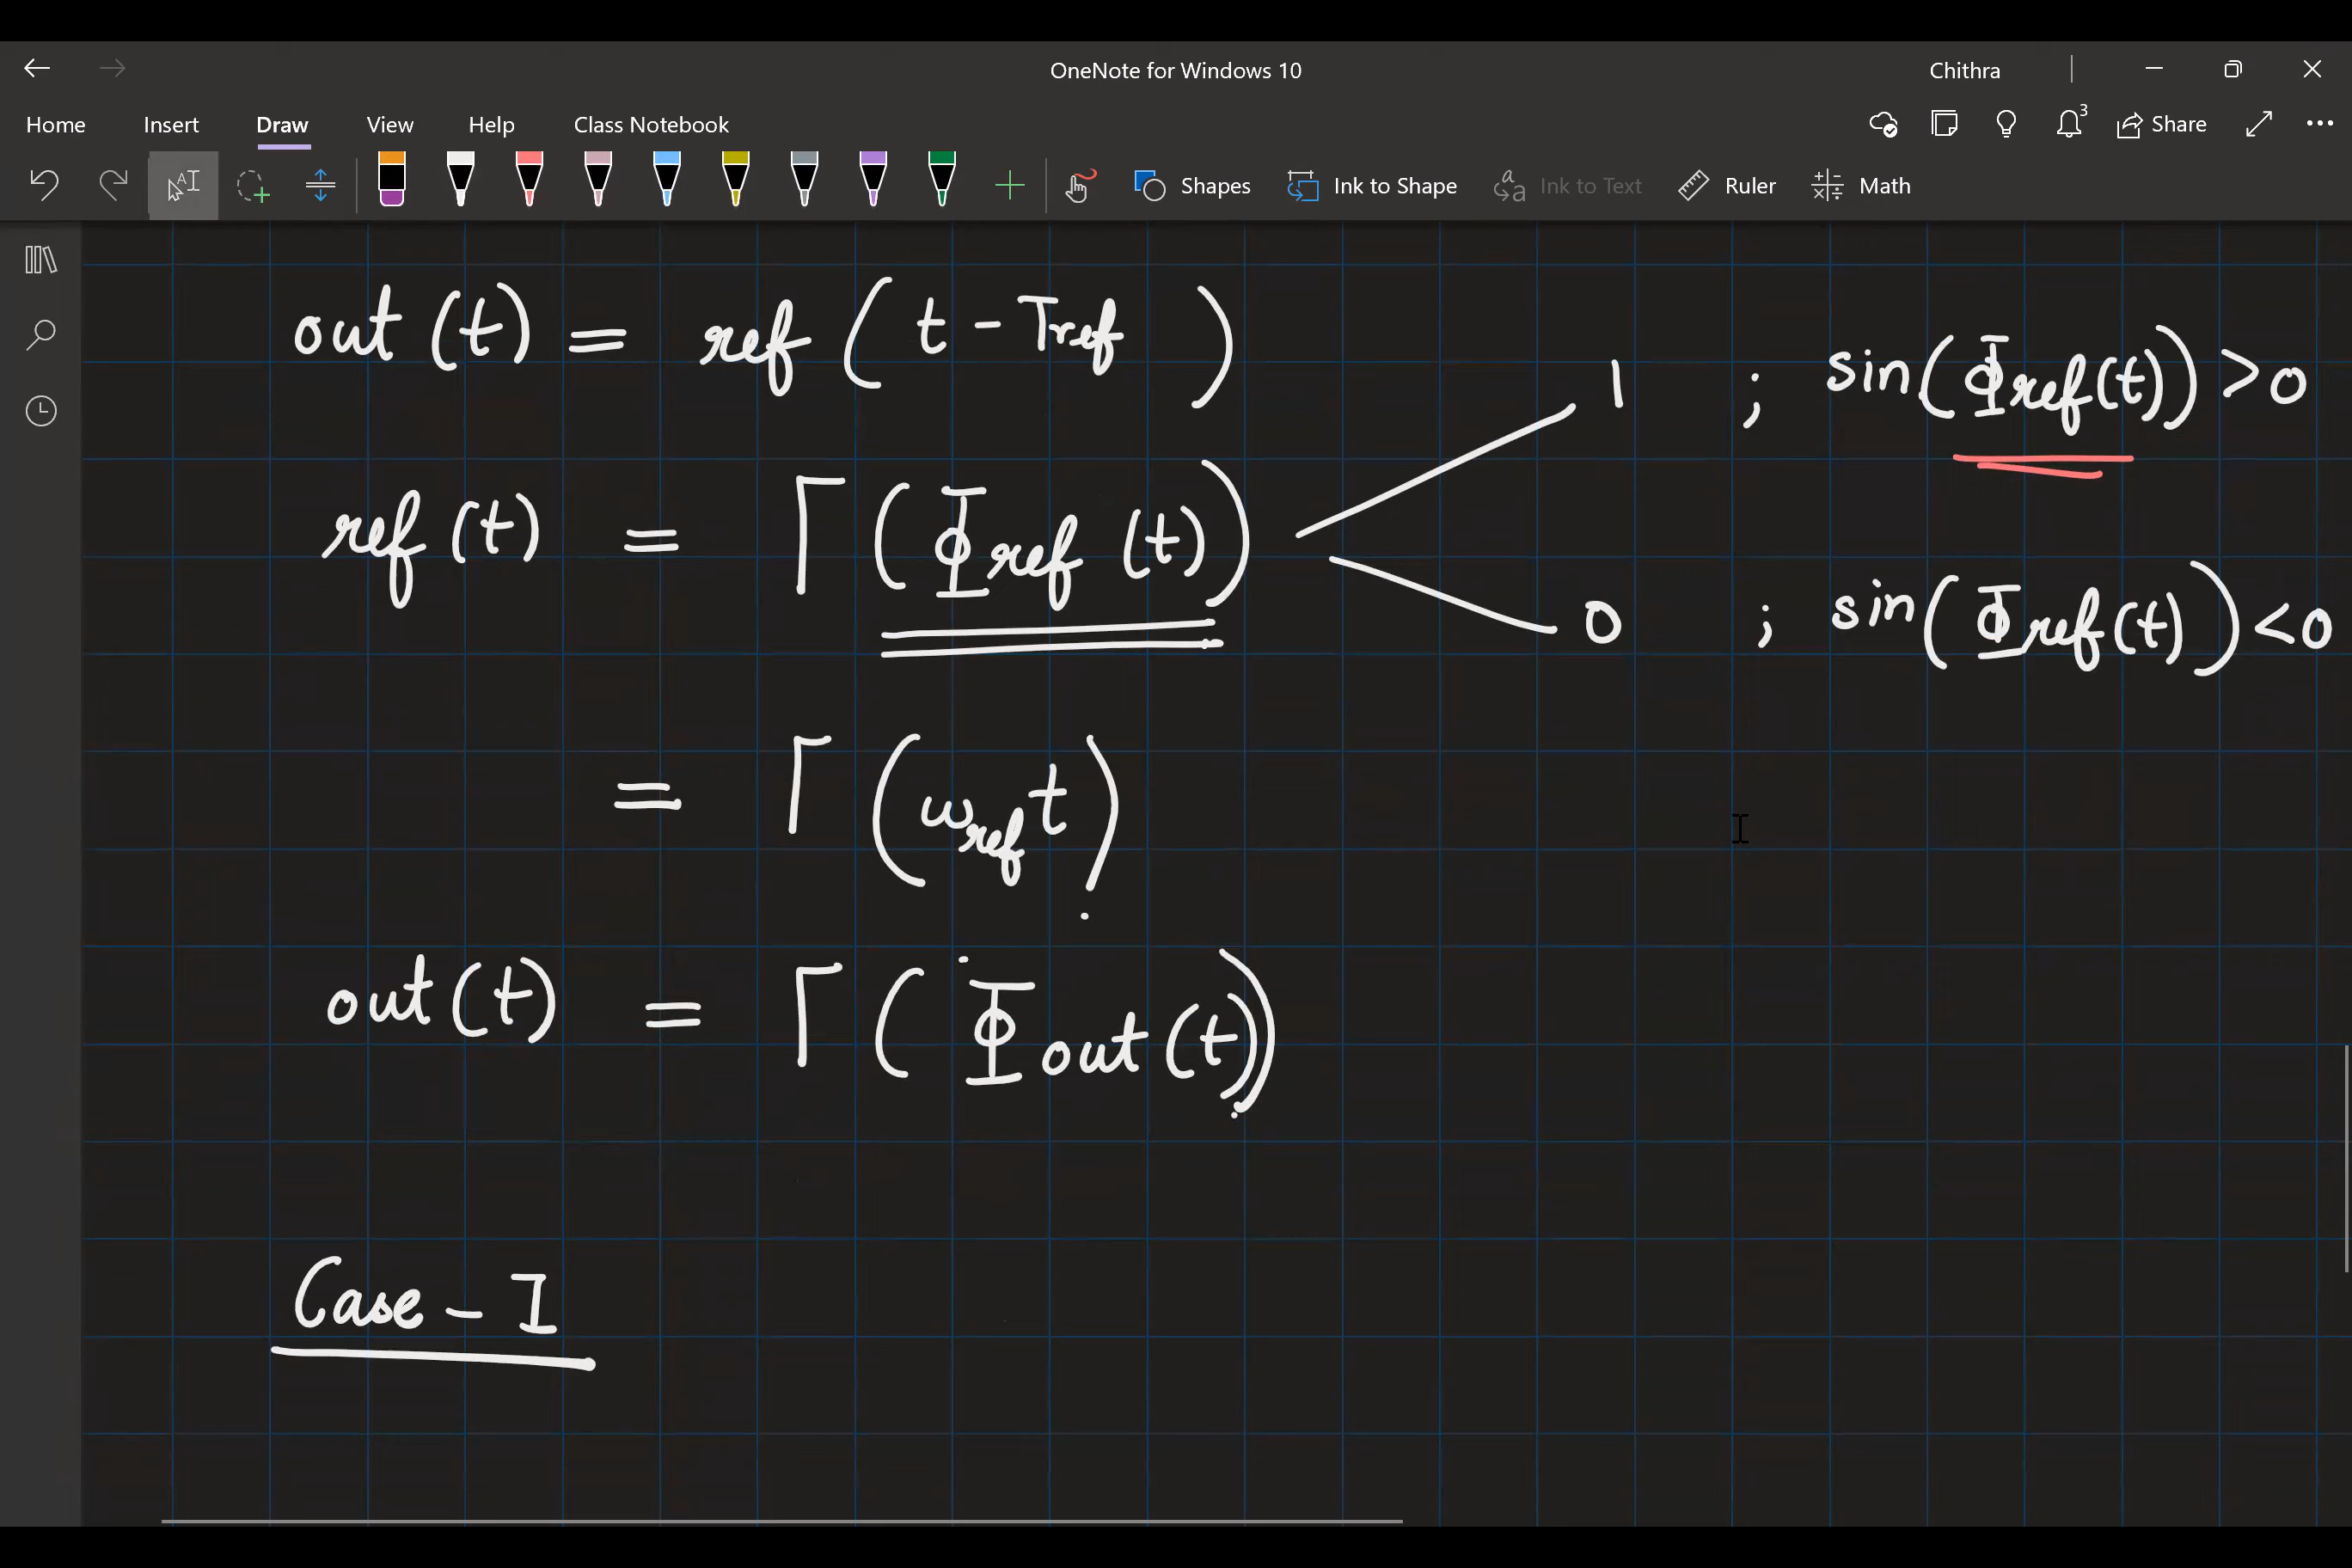 OneNote for Windows 10
Chithra
Home Insert Draw View Help Class Notebook
3 Share
Shapes Ink to Shape Ink to Text Ruler Math
out(t) = ref(t - Tref)
1 ; sin(Φref(t)) > 0
ref(t) = Γ(Φref(t))
0 ; sin(Φref(t)) < 0
= Γ(ωref t)
out(t) = Γ(Φout(t))
Case - I